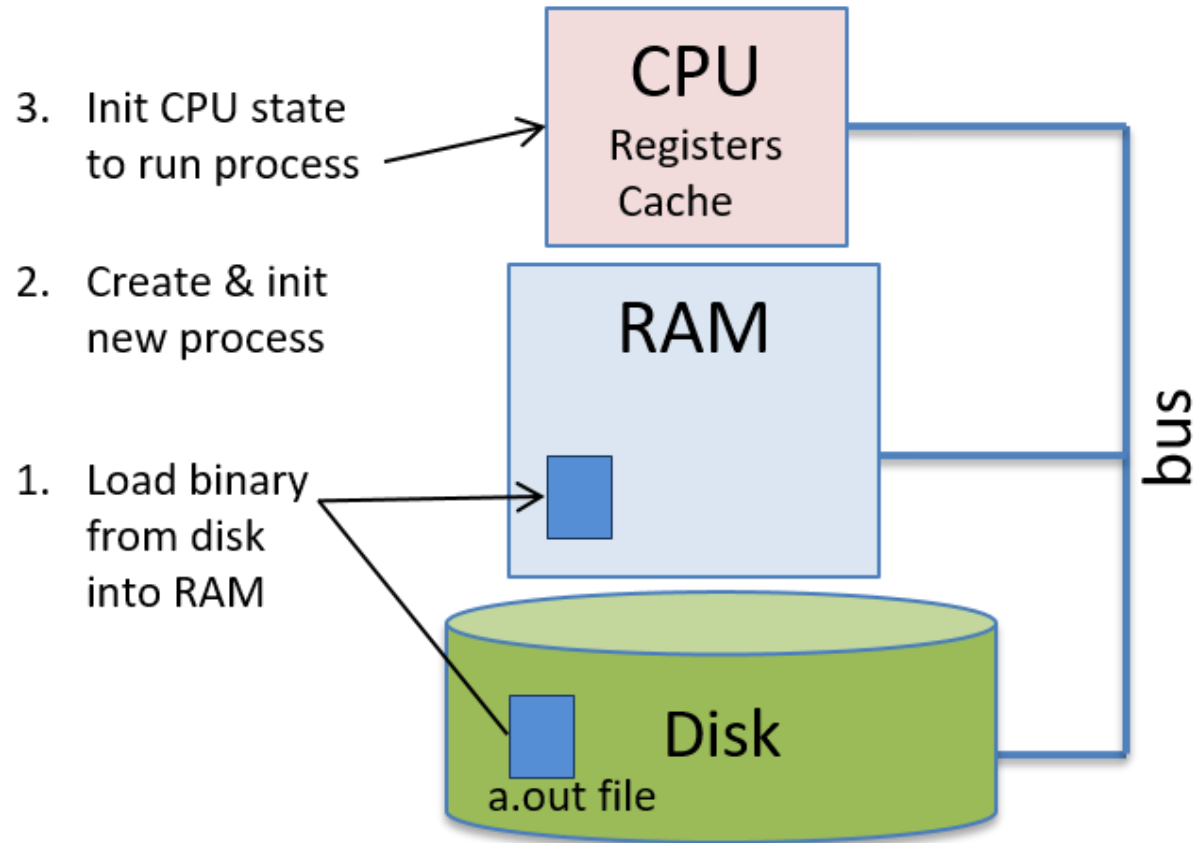 3. Init CPU state
to run process
2. Create & init
new process
1. Load binary
from disk
into RAM
CPU
Registers
Cache
RAM
Disk
a.out file
bus